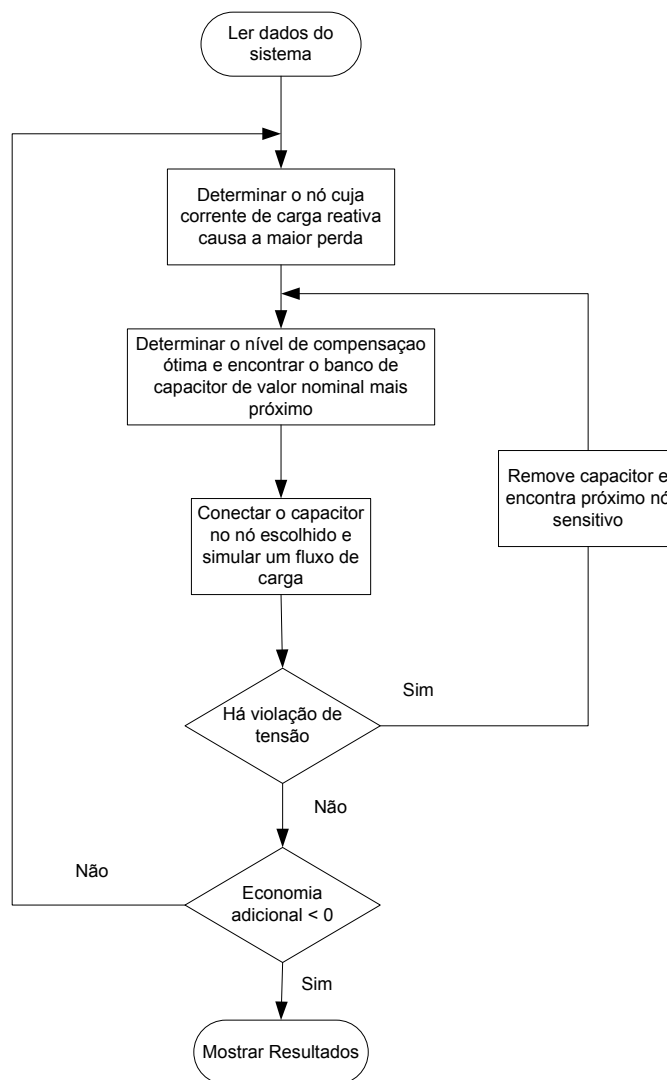 Ler dados do
sistema
Determinar o nó cuja
corrente de carga reativa
causa a maior perda
Determinar o nível de compensaçao
ótima e encontrar o banco de
capacitor de valor nominal mais
próximo
Remove capacitor e
encontra próximo nó
sensitivo
Conectar o capacitor
no nó escolhido e
simular um fluxo de
carga
Sim
Há violação de
tensão
Não
Não
Economia
adicional < 0
Sim
Mostrar Resultados